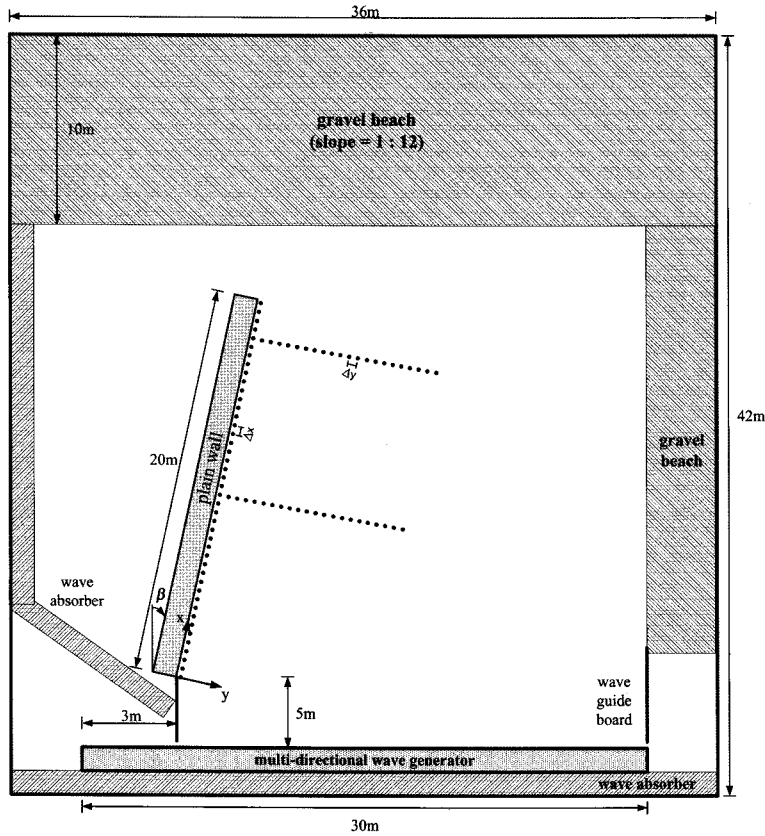 36m
10m
gravel beach
(slope = 1 : 12)
Δy
Δx
42m
20m
plain wall
gravel
beach
wave
absorber
β
x
y
wave
guide
board
3m
5m
multi-directional wave generator
wave absorber
30m